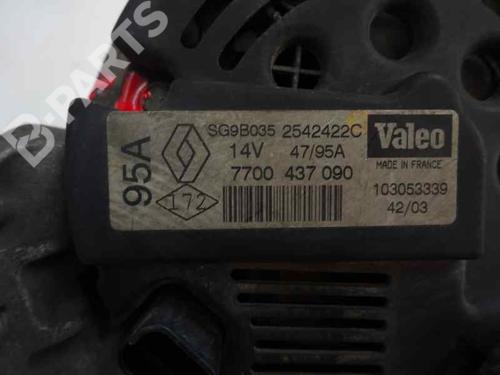 B-PARTS
95A
SG9B035 2542422C
14V 47/95A
7700 437 090
172
Valeo
MADE IN FRANCE
103053339
42/03